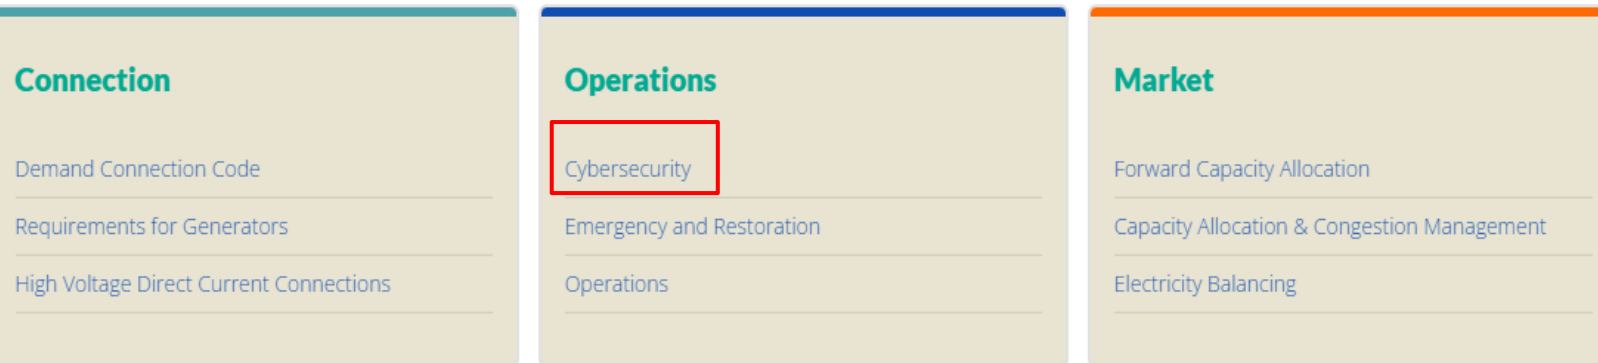 Connection
Demand Connection Code
Requirements for Generators
High Voltage Direct Current Connections
Operations
Cybersecurity
Emergency and Restoration
Operations
Market
Forward Capacity Allocation
Capacity Allocation & Congestion Management
Electricity Balancing